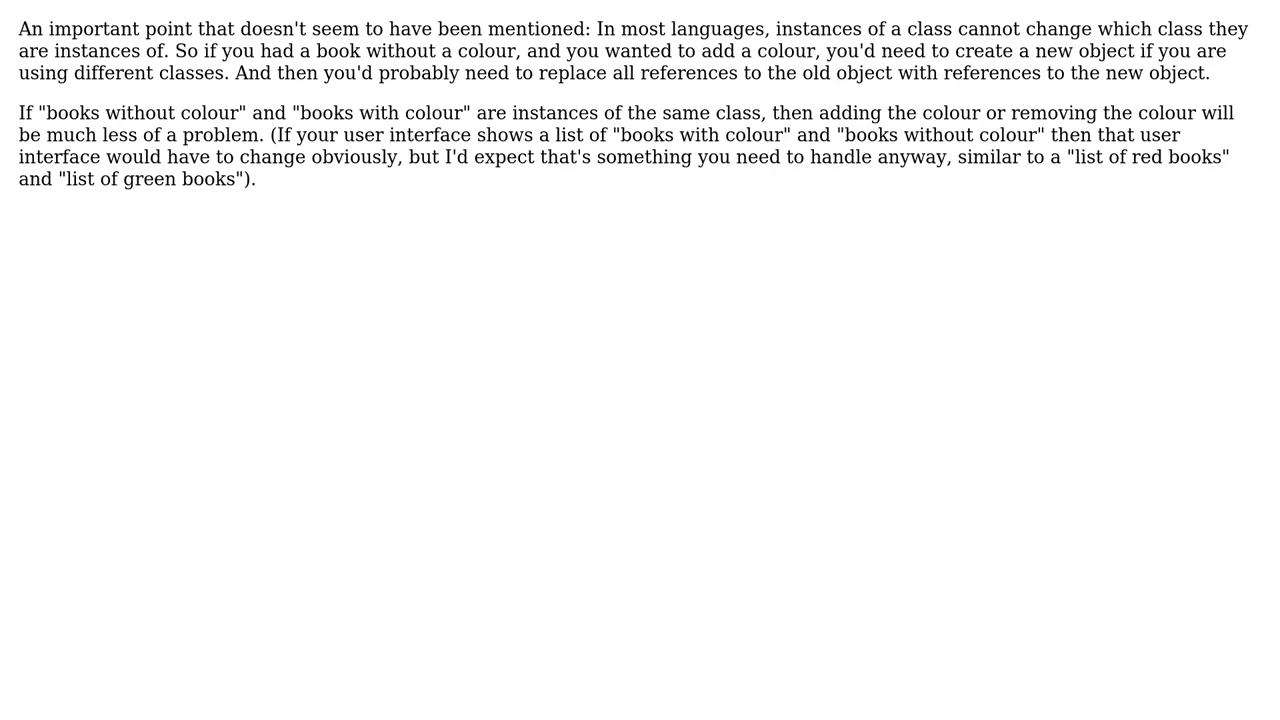 An important point that doesn't seem to have been mentioned: In most languages, instances of a class cannot change which class they
are instances of. So if you had a book without a colour, and you wanted to add a colour, you'd need to create a new object if you are
using different classes. And then you'd probably need to replace all references to the old object with references to the new object.
If "books without colour" and "books with colour" are instances of the same class, then adding the colour or removing the colour will
be much less of a problem. (If your user interface shows a list of "books with colour" and "books without colour" then that user
interface would have to change obviously, but I'd expect that's something you need to handle anyway, similar to a "list of red books"
and "list of green books").